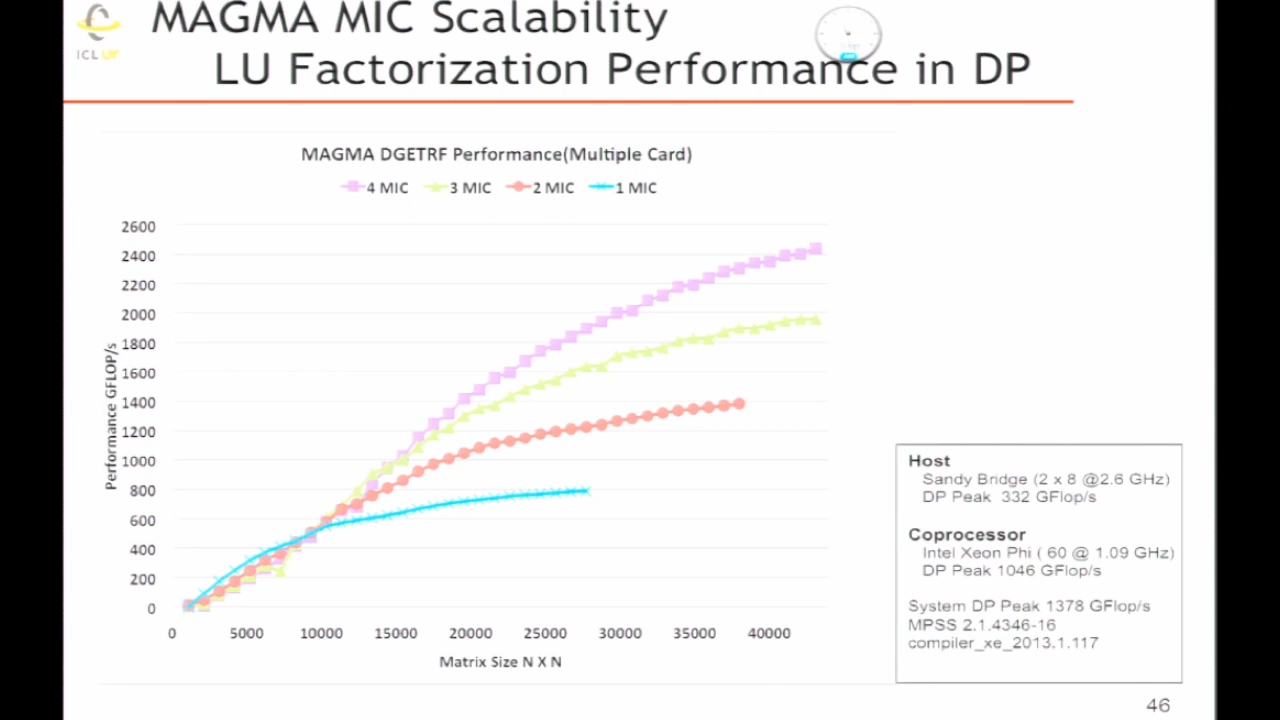 MAGMA MIC Scalability
ICL UT
LU Factorization Performance in DP
MAGMA DGETRF Performance(Multiple Card)
4 MIC 3 MIC 2 MIC 1 MIC
2600
2400
2200
2000
1800
1600
1400
1200
1000
800
600
400
200
0
Performance GFLOP/s
0 5000 10000 15000 20000 25000 30000 35000 40000
Matrix Size N X N
Host
Sandy Bridge (2 x 8 @2.6 GHz)
DP Peak 332 GFlop/s
Coprocessor
Intel Xeon Phi ( 60 @ 1.09 GHz)
DP Peak 1046 GFlop/s
System DP Peak 1378 GFlop/s
MPSS 2.1.4346-16
compiler_xe_2013.1.117
46